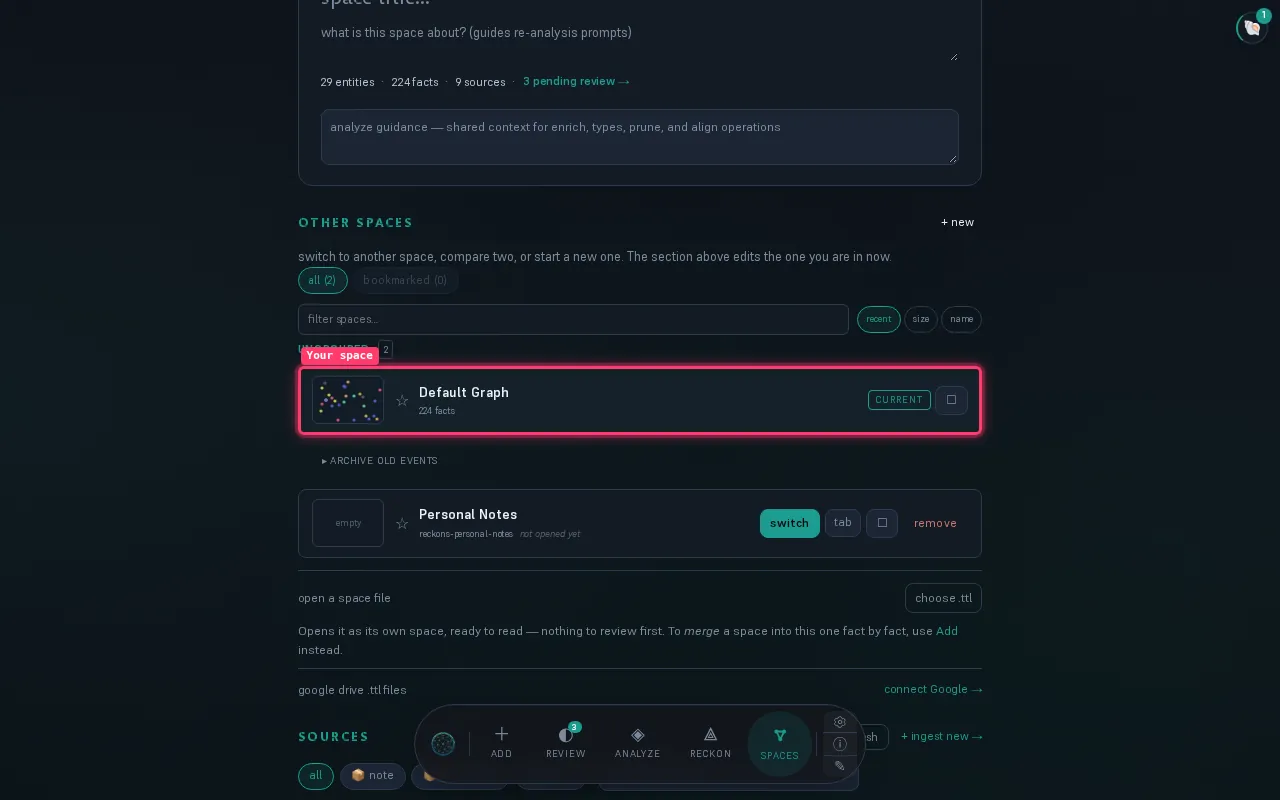 space title...
1
what is this space about? (guides re-analysis prompts)
29 entities · 224 facts · 9 sources · 3 pending review →
analyze guidance — shared context for enrich, types, prune, and align operations
OTHER SPACES
+ new
switch to another space, compare two, or start a new one. The section above edits the one you are in now.
all (2) bookmarked (0)
filter spaces... recent size name
2
Your space
Default Graph
224 facts
CURRENT
▸ ARCHIVE OLD EVENTS
empty
Personal Notes
reckons-personal-notes not opened yet
switch tab remove
open a space file choose .ttl
Opens it as its own space, ready to read — nothing to review first. To merge a space into this one fact by fact, use Add
instead.
google drive .ttl files connect Google →
SOURCES
+ ingest new →
all note
3
ADD REVIEW ANALYZE RECKON SPACES